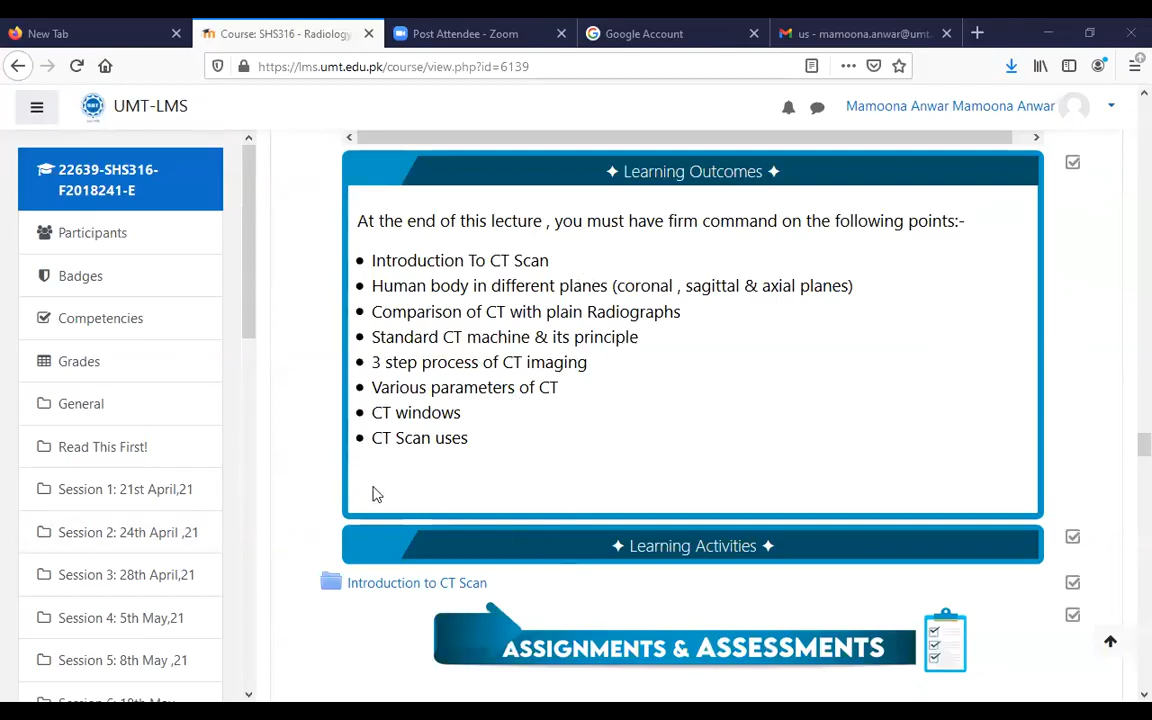 New Tab
Course: SHS316 - Radiology
Post Attendee - Zoom
Google Account
us - mamoona.anwar@umt.
https://lms.umt.edu.pk/course/view.php?id=6139
UMT-LMS
Mamoona Anwar Mamoona Anwar
22639-SHS316-
F2018241-E
Participants
Badges
Competencies
Grades
General
Read This First!
Session 1: 21st April,21
Session 2: 24th April ,21
Session 3: 28th April,21
Session 4: 5th May,21
Session 5: 8th May ,21
✦ Learning Outcomes ✦
At the end of this lecture , you must have firm command on the following points:-
• Introduction To CT Scan
• Human body in different planes (coronal , sagittal & axial planes)
• Comparison of CT with plain Radiographs
• Standard CT machine & its principle
• 3 step process of CT imaging
• Various parameters of CT
• CT windows
• CT Scan uses
✦ Learning Activities ✦
Introduction to CT Scan
ASSIGNMENTS & ASSESSMENTS